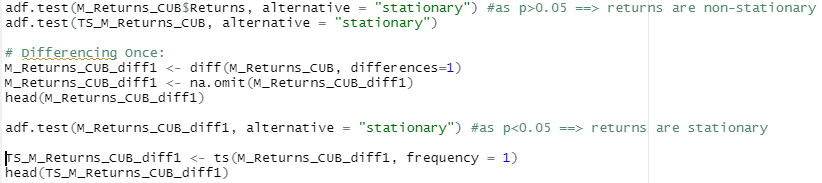 adf.test(M_Returns_CUB$Returns, alternative = "stationary") #as p>0.05 ==> returns are non-stationary
adf.test(TS_M_Returns_CUB, alternative = "stationary")
# Differencing Once:
M_Returns_CUB_diff1 <- diff(M_Returns_CUB, differences=1)
M_Returns_CUB_diff1 <- na.omit(M_Returns_CUB_diff1)
head(M_Returns_CUB_diff1)
adf.test(M_Returns_CUB_diff1, alternative = "stationary") #as p<0.05 ==> returns are stationary
TS_M_Returns_CUB_diff1 <- ts(M_Returns_CUB_diff1, frequency = 1)
head(TS_M_Returns_CUB_diff1)